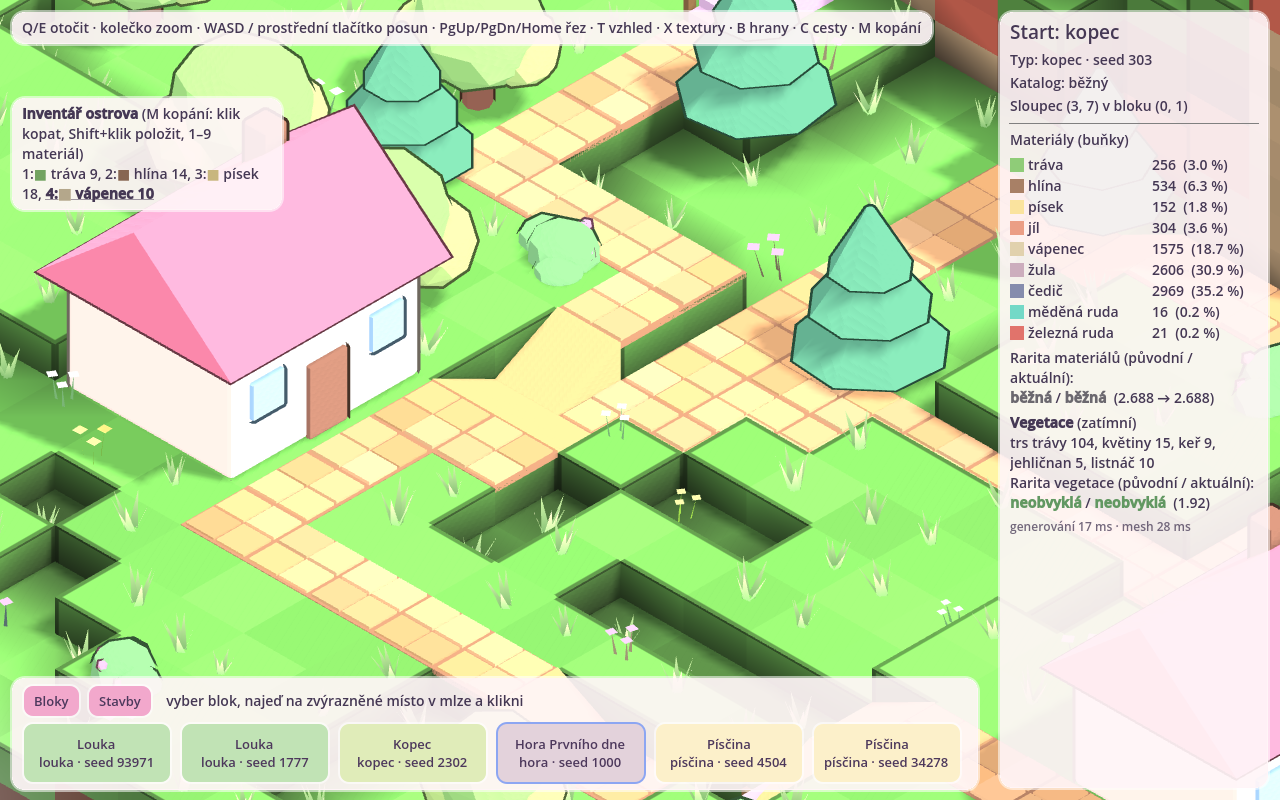 Q/E otočit · kolečko zoom · WASD / prostřední tlačítko posun · PgUp/PgDn/Home řez · T vzhled · X textury · B hrany · C cesty · M kopání
Inventář ostrova (M kopání: klik
kopat, Shift+klik položit, 1–9
materiál)
1: tráva 9, 2: hlína 14, 3: písek
18, 4: vápenec 10
Start: kopec
Typ: kopec · seed 303
Katalog: běžný
Sloupec (3, 7) v bloku (0, 1)
Materiály (buňky)
tráva 256 (3.0 %)
hlína 534 (6.3 %)
písek 152 (1.8 %)
jíl 304 (3.6 %)
vápenec 1575 (18.7 %)
žula 2606 (30.9 %)
čedič 2969 (35.2 %)
měděná ruda 16 (0.2 %)
železná ruda 21 (0.2 %)
Rarita materiálů (původní /
aktuální):
běžná / běžná (2.688 → 2.688)
Vegetace (zatímní)
trs trávy 104, květiny 15, keř 9,
jehličnan 5, listnáč 10
Rarita vegetace (původní / aktuální):
neobvyklá / neobvyklá (1.92)
generování 17 ms · mesh 28 ms
Bloky Stavby vyber blok, najeď na zvýrazněné místo v mlze a klikni
Louka
louka · seed 93971
Louka
louka · seed 1777
Kopec
kopec · seed 2302
Hora Prvního dne
hora · seed 1000
Písčina
písčina · seed 4504
Písčina
písčina · seed 34278